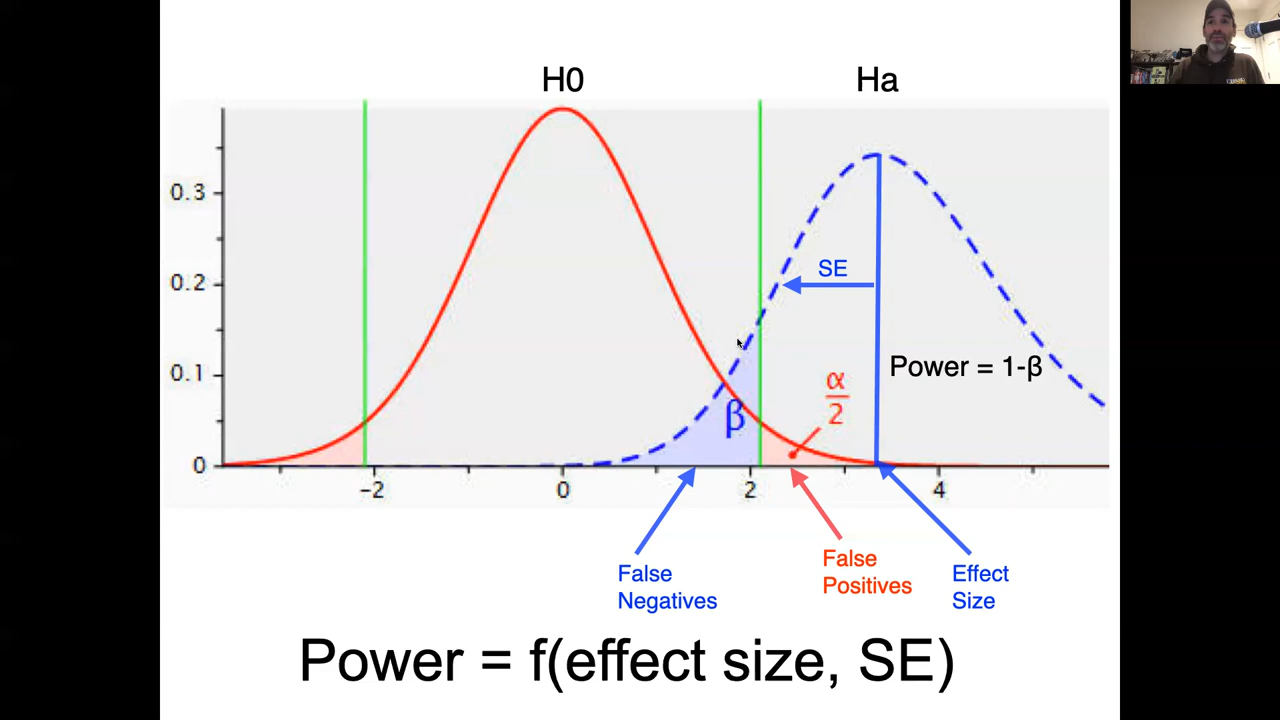 H0
Ha
0.3
0.2
0.1
0
SE
Power = 1-β
α
2
β
−2
0
2
4
False
Negatives
False
Positives
Effect
Size
Power = f(effect size, SE)